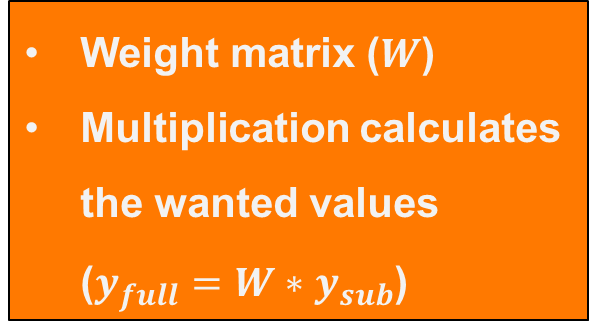 • Weight matrix (W)
• Multiplication calculates
the wanted values
(y_full = W * y_sub)